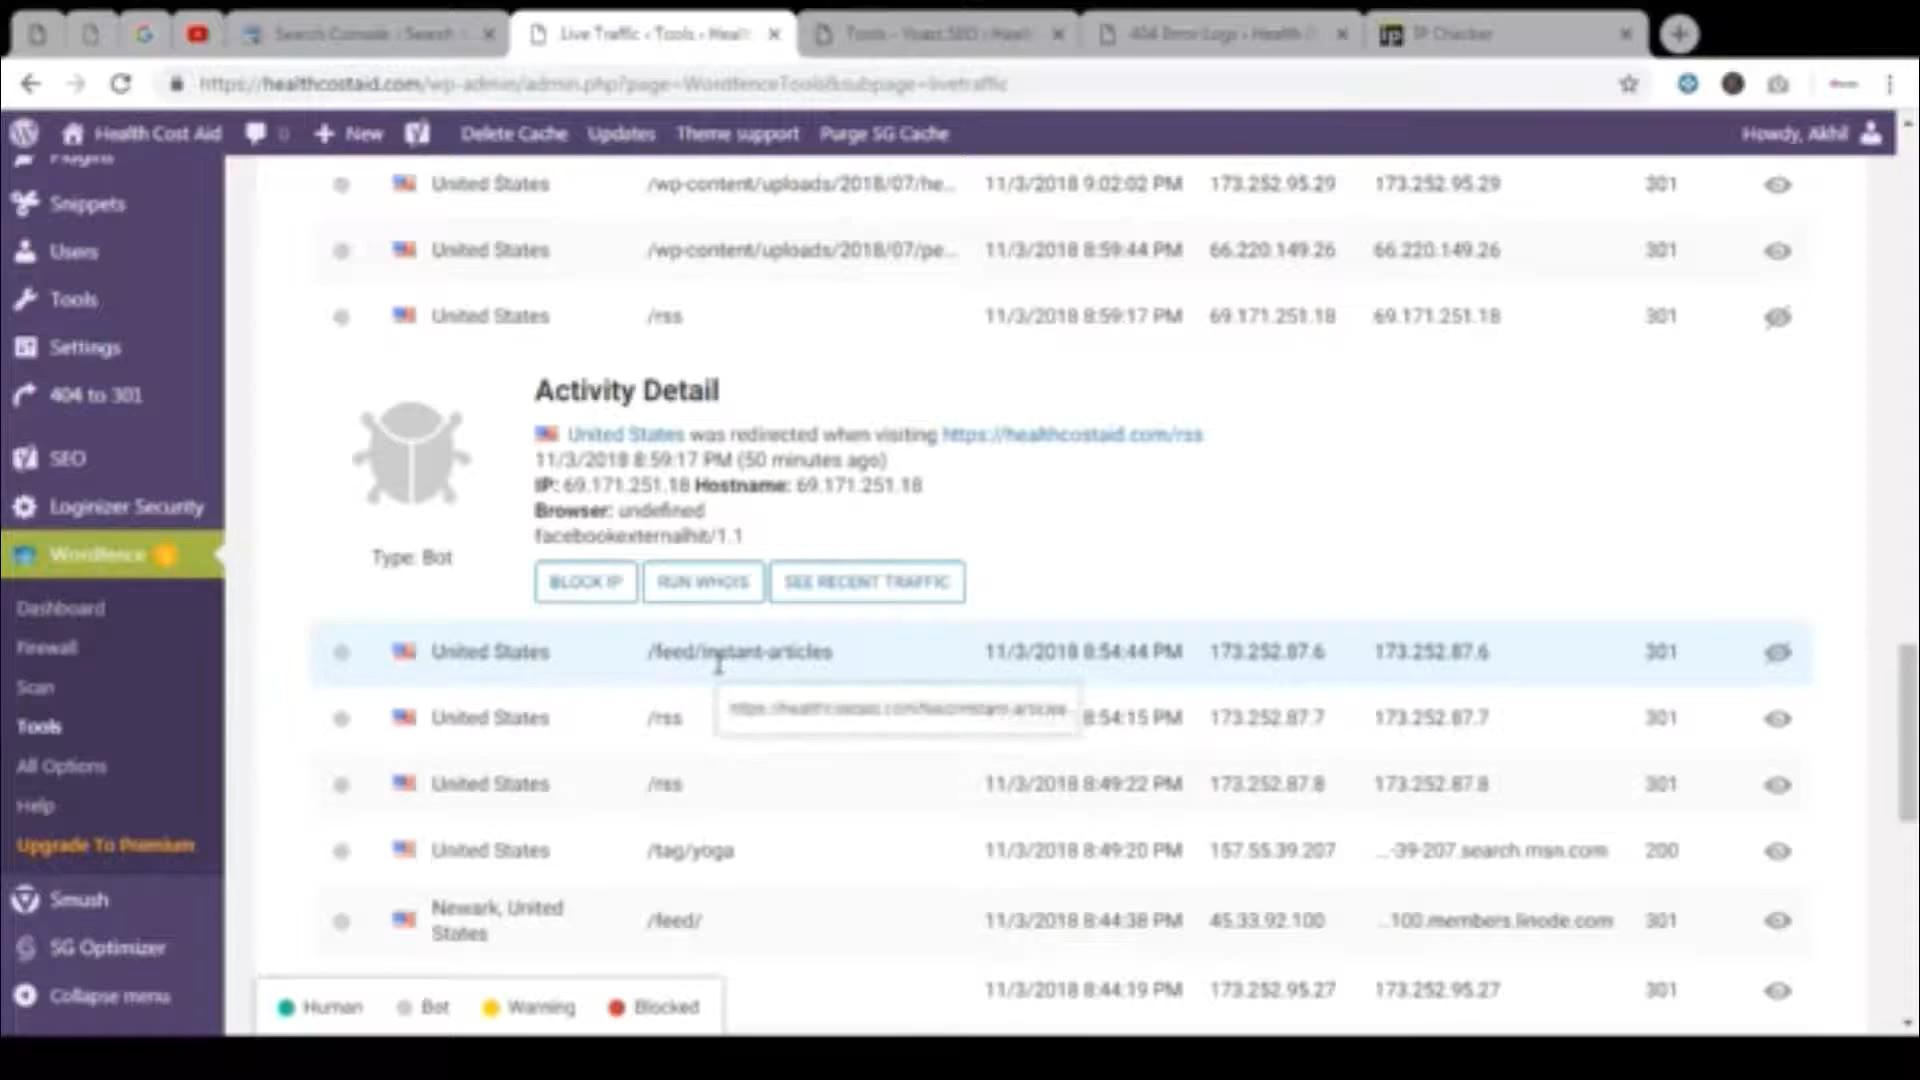 Search Console - Search
Live Traffic ‹ Tools ‹ Healt
Tools - Yoast SEO ‹ Healt
404 Error Logs ‹ Health C
IP Checker
https://healthcostaid.com/wp-admin/admin.php?page=WordfenceTools&subpage=livetraffic
Health Cost Aid 0 New Delete Cache Updates Theme support Purge SG Cache Howdy, Akhil
Plugins
Snippets
Users
Tools
Settings
404 to 301
SEO
Loginizer Security
Wordfence
Dashboard
Firewall
Scan
Tools
All Options
Help
Upgrade To Premium
Smush
SG Optimizer
Collapse menu
United States /wp-content/uploads/2018/07/he... 11/3/2018 9:02:02 PM 173.252.95.29 173.252.95.29 301
United States /wp-content/uploads/2018/07/pe... 11/3/2018 8:59:44 PM 66.220.149.26 66.220.149.26 301
United States /rss 11/3/2018 8:59:17 PM 69.171.251.18 69.171.251.18 301
Activity Detail
United States was redirected when visiting https://healthcostaid.com/rss
11/3/2018 8:59:17 PM (50 minutes ago)
IP: 69.171.251.18 Hostname: 69.171.251.18
Browser: undefined
facebookexternalhit/1.1
Type: Bot
BLOCK IP RUN WHOIS SEE RECENT TRAFFIC
United States /feed/instant-articles 11/3/2018 8:54:44 PM 173.252.87.6 173.252.87.6 301
https://healthcostaid.com/feed/instant-articles
United States /rss 8:54:15 PM 173.252.87.7 173.252.87.7 301
United States /rss 11/3/2018 8:49:22 PM 173.252.87.8 173.252.87.8 301
United States /tag/yoga 11/3/2018 8:49:20 PM 157.55.39.207 ...-39-207.search.msn.com 200
Newark, United
States /feed/ 11/3/2018 8:44:38 PM 45.33.92.100 ...100.members.linode.com 301
11/3/2018 8:44:19 PM 173.252.95.27 173.252.95.27 301
Human Bot Warning Blocked